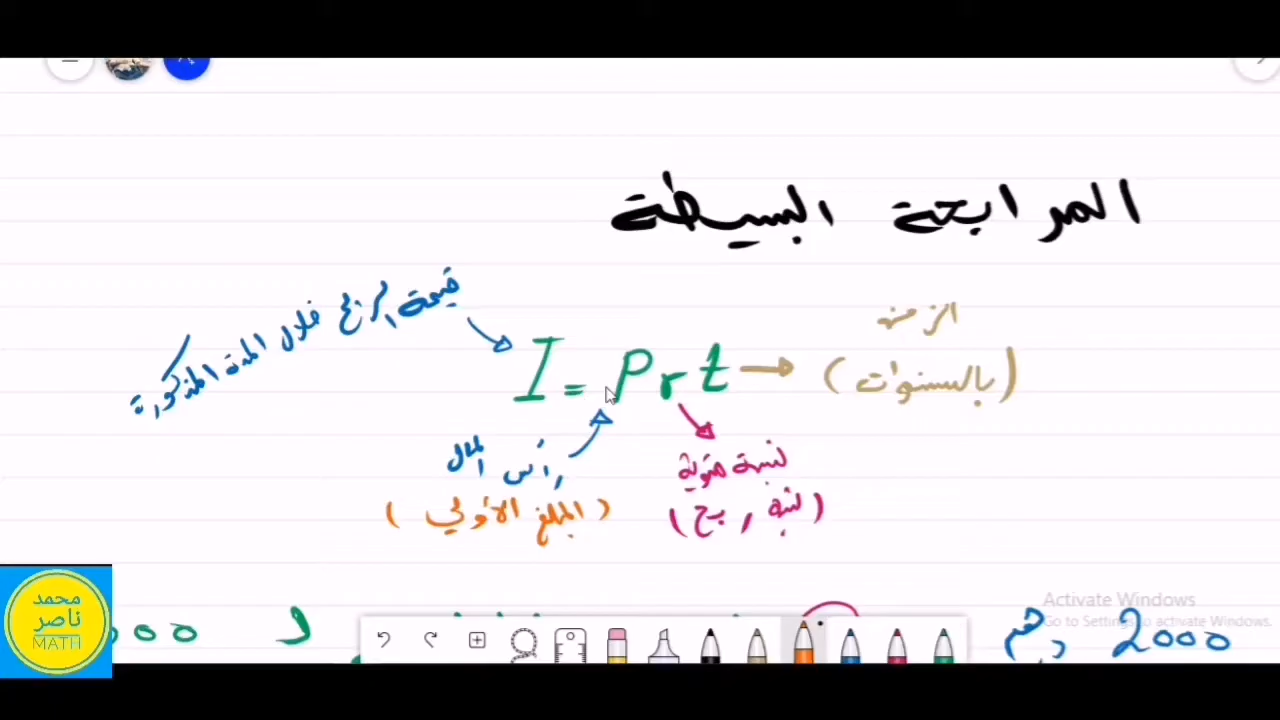 المرابحة البسيطة
قيمة الربح خلال المدة المذكورة
الزمن
(بالسنوات)
I = Prt
رأس المال
(المبلغ الأولي)
نسبة مئوية
(نسبة ربح)
2000 درهم
محمد
ناصر
MATH
Activate Windows
Go to Settings to activate Windows.